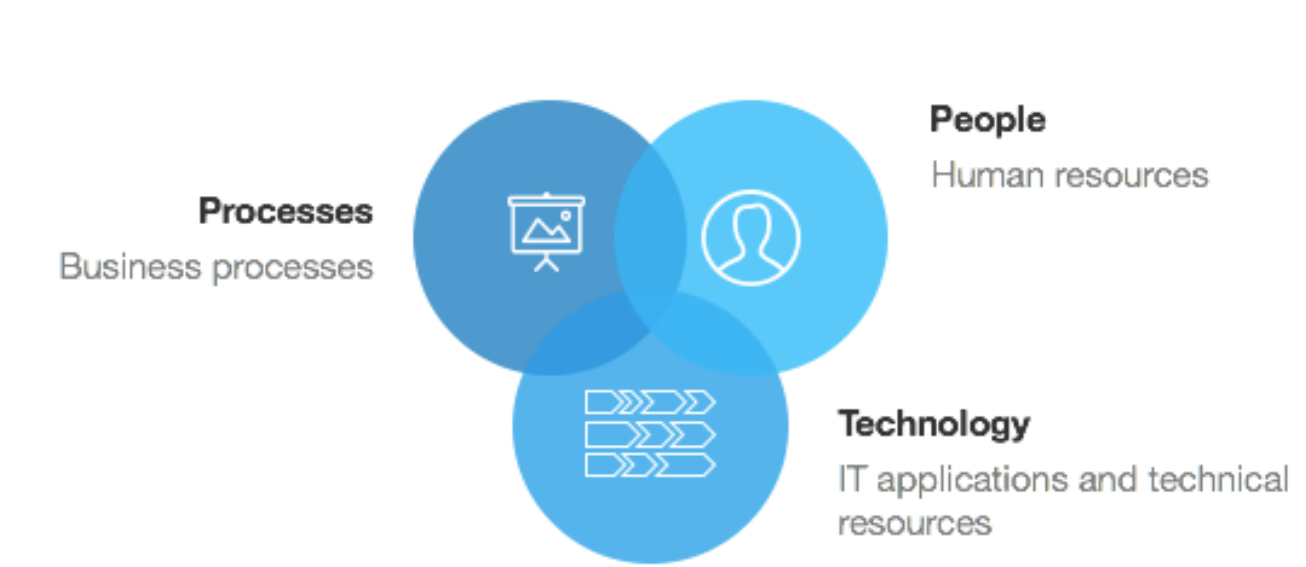 People
Human resources
Processes
Business processes
Technology
IT applications and technical
resources